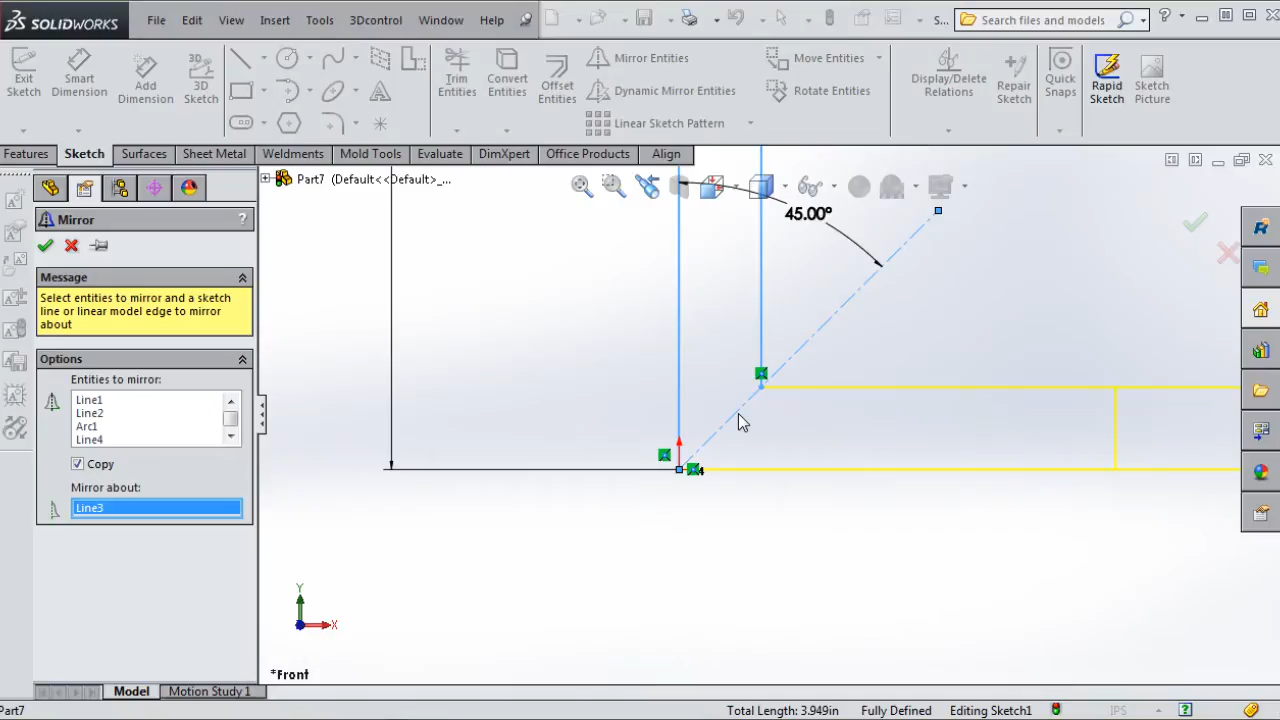 SOLIDWORKS File Edit View Insert Tools 3Dcontrol Window Help S... Search files and models
Exit Sketch
Smart Dimension
Add Dimension
3D Sketch
Trim Entities
Convert Entities
Offset Entities
Mirror Entities
Dynamic Mirror Entities
Linear Sketch Pattern
Move Entities
Rotate Entities
Display/Delete Relations
Repair Sketch
Quick Snaps
Rapid Sketch
Sketch Picture
Features Sketch Surfaces Sheet Metal Weldments Mold Tools Evaluate DimXpert Office Products Align
Part7 (Default<<Default>_...
Mirror ?
Message
Select entities to mirror and a sketch
line or linear model edge to mirror
about
Options
Entities to mirror:
Line1
Line2
Arc1
Line4
Copy
Mirror about:
Line3
45.00°
4
Y
X
*Front
Model Motion Study 1
Part7 Total Length: 3.949in Fully Defined Editing Sketch1 IPS